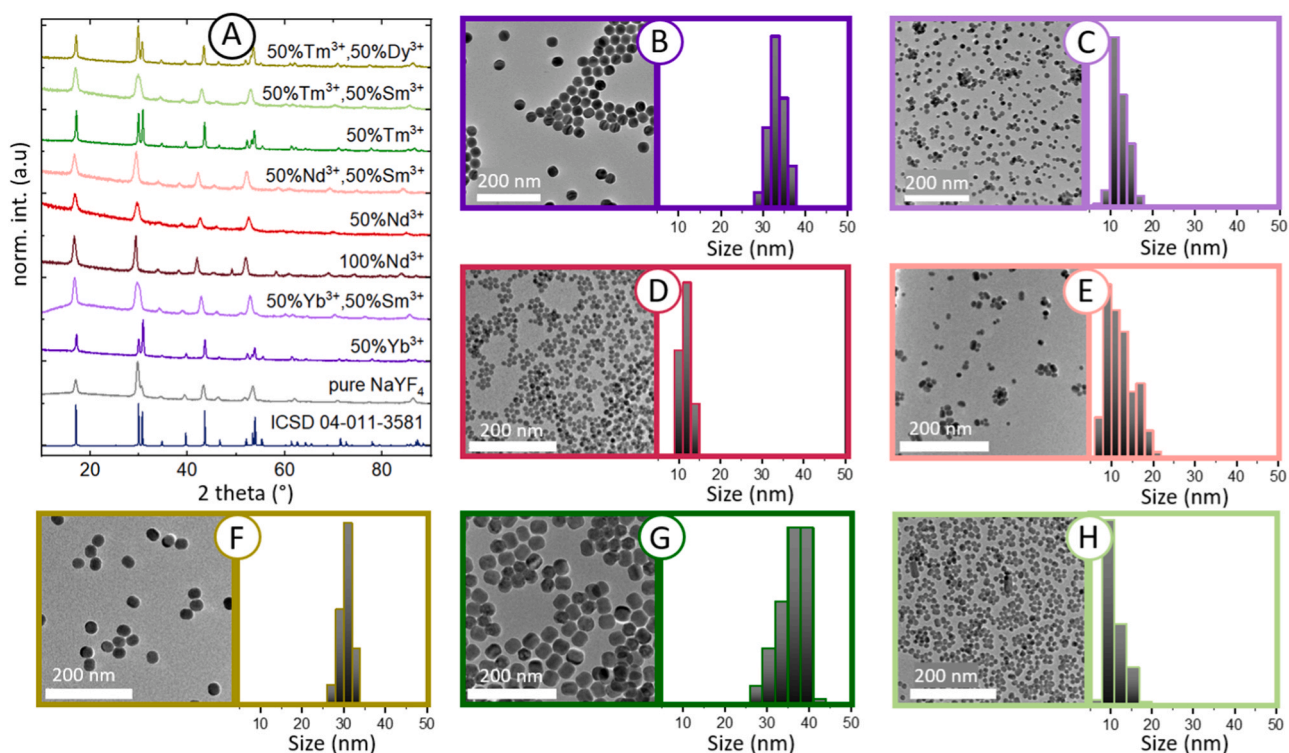 A
50%Tm³⁺,50%Dy³⁺
50%Tm³⁺,50%Sm³⁺
50%Tm³⁺
50%Nd³⁺,50%Sm³⁺
50%Nd³⁺
100%Nd³⁺
50%Yb³⁺,50%Sm³⁺
50%Yb³⁺
pure NaYF₄
ICSD 04-011-3581
norm. int. (a.u)
20 40 60 80
2 theta (°)
B
200 nm
10 20 30 40 50
Size (nm)
C
200 nm
10 20 30 40 50
Size (nm)
D
200 nm
10 20 30 40 50
Size (nm)
E
200 nm
10 20 30 40 50
Size (nm)
F
200 nm
10 20 30 40 50
Size (nm)
G
200 nm
10 20 30 40 50
Size (nm)
H
200 nm
10 20 30 40 50
Size (nm)